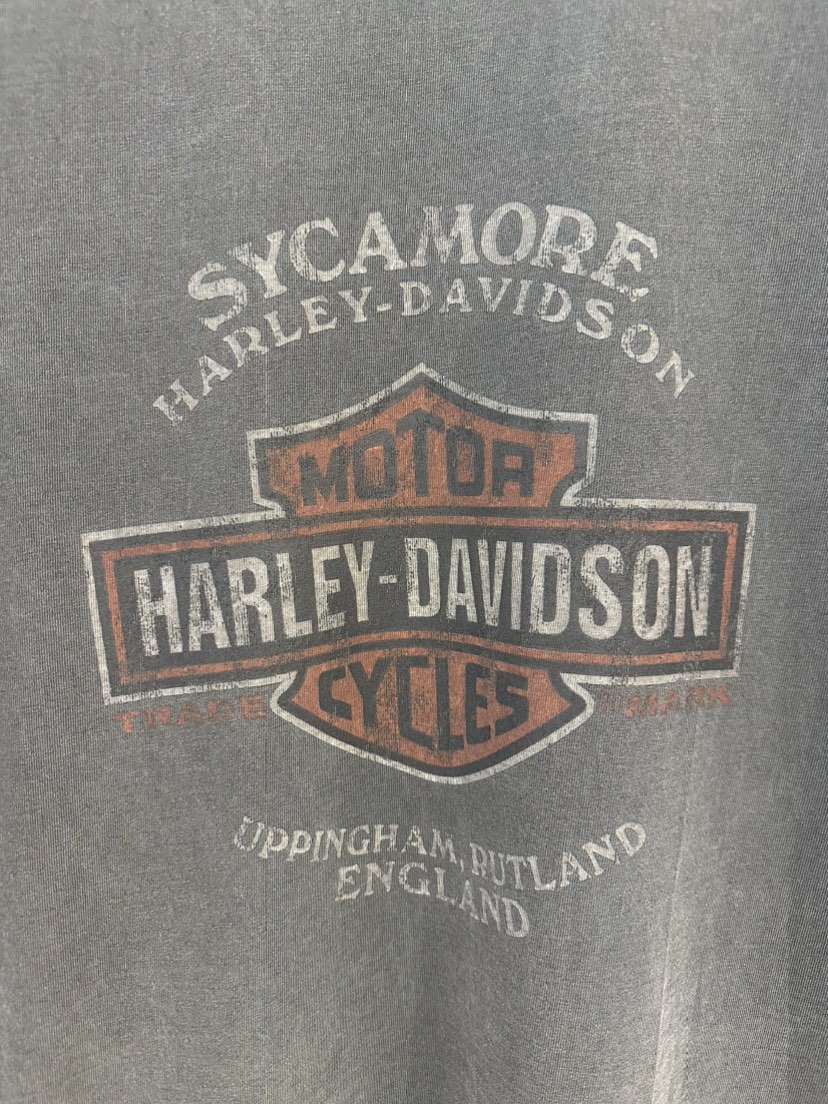 SYCAMORE
HARLEY-DAVIDSON
MOTOR
HARLEY-DAVIDSON
CYCLES
TRADE MARK
UPPINGHAM, RUTLAND
ENGLAND